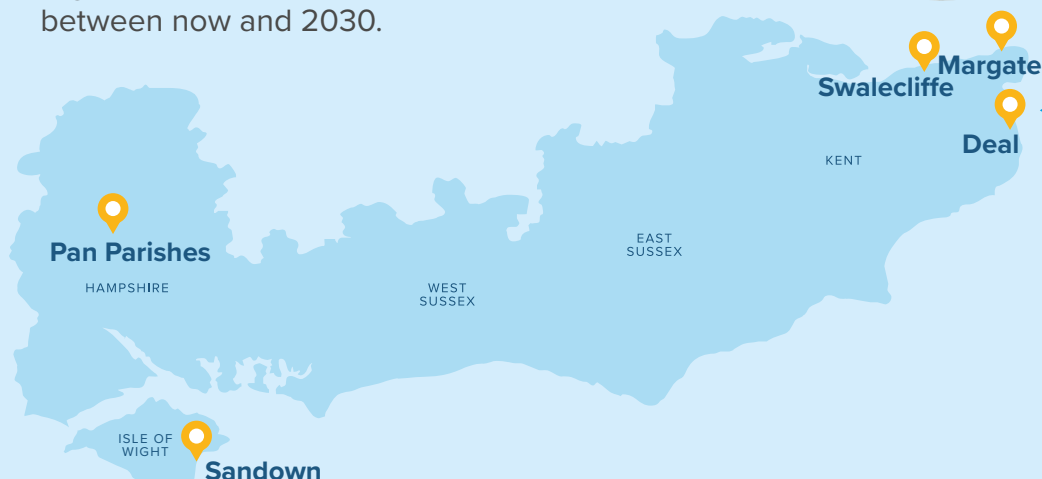 between now and 2030.
Margate
Swalecliffe
Deal
KENT
Pan Parishes
HAMPSHIRE
EAST
SUSSEX
WEST
SUSSEX
ISLE OF
WIGHT
Sandown